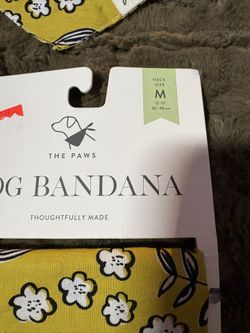 NECK
SIZE
M
12-15"
30-38 cm
THE PAWS
OG BANDANA
THOUGHTFULLY MADE